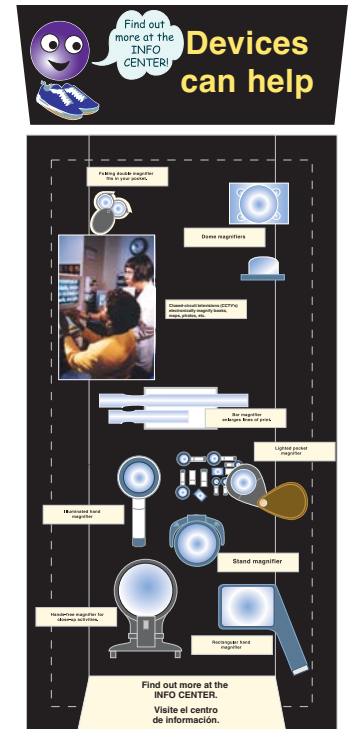 Find out
more at the
INFO
CENTER!
Devices
can help
Folding double magnifier
fits in your pocket.
Dome magnifiers
Closed-circuit televisions (CCTV's)
electronically magnify books,
maps, photos, etc.
Bar magnifier
enlarges lines of print.
Lighted pocket
magnifier
Illuminated hand
magnifier
Stand magnifier
Hands-free magnifier for
close-up activities.
Rectangular hand
magnifier
Find out more at the
INFO CENTER.
Visite el centro
de información.